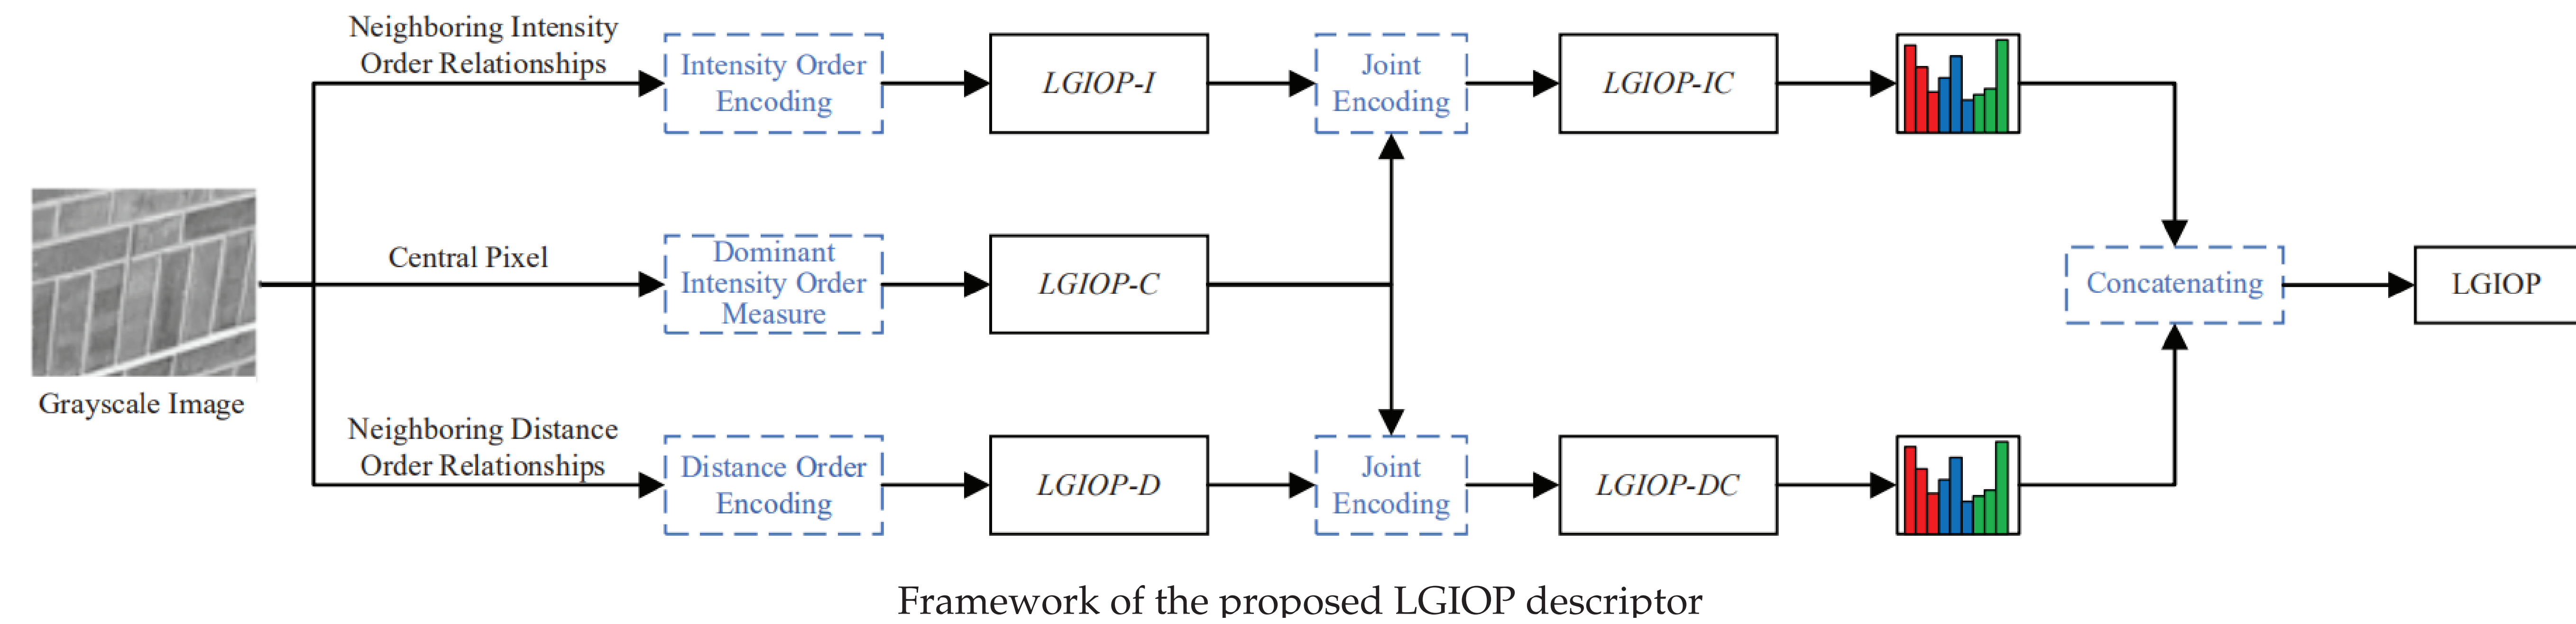 Neighboring Intensity
Order Relationships
Intensity Order
Encoding
LGIOP-I
Joint
Encoding
LGIOP-IC
Central Pixel
Dominant
Intensity Order
Measure
LGIOP-C
Concatenating
LGIOP
Grayscale Image
Neighboring Distance
Order Relationships
Distance Order
Encoding
LGIOP-D
Joint
Encoding
LGIOP-DC
Framework of the proposed LGIOP descriptor